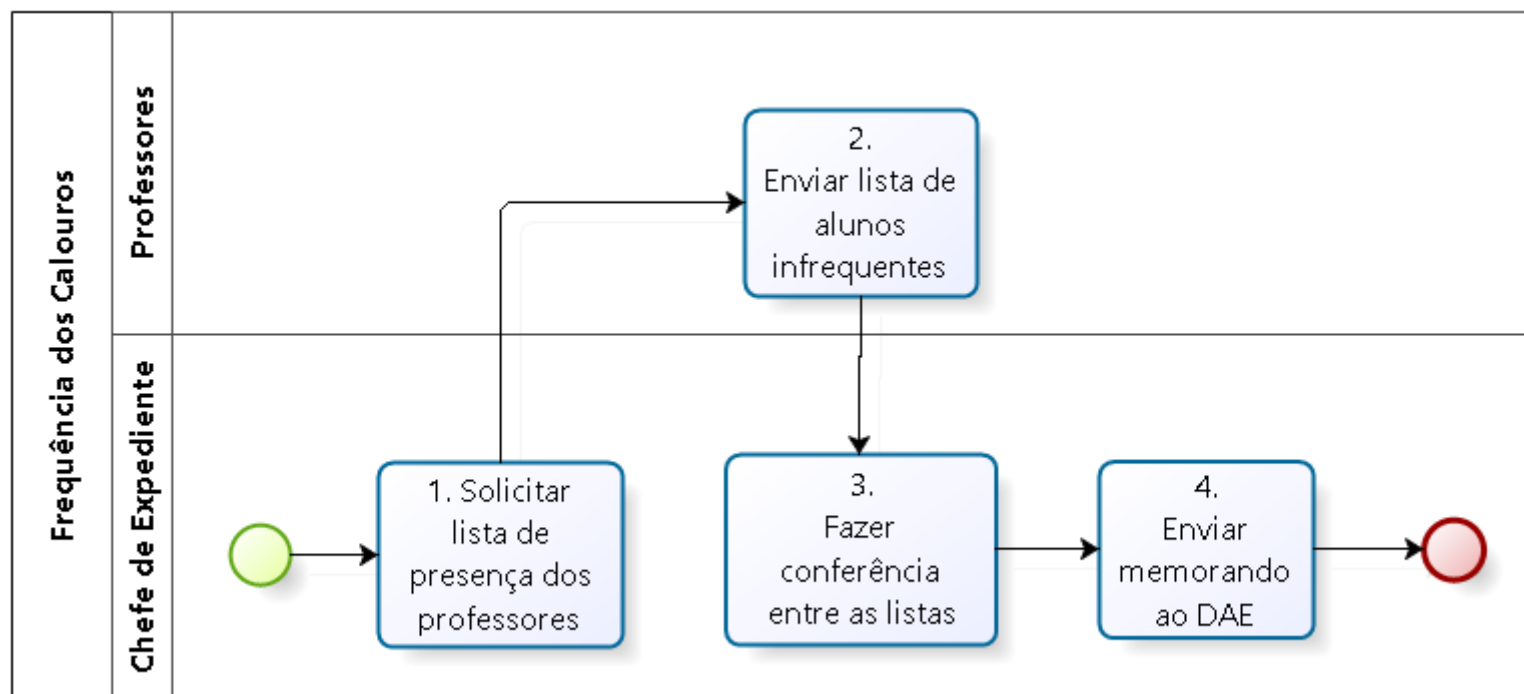 Frequência dos Calouros
Professores
2.
Enviar lista de
alunos
infrequentes
Chefe de Expediente
1. Solicitar
lista de
presença dos
professores
3.
Fazer
conferência
entre as listas
4.
Enviar
memorando
ao DAE